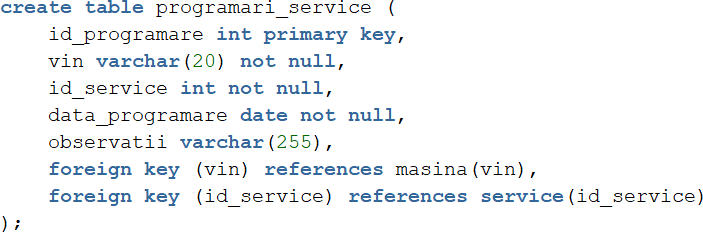 create table programari_service (
    id_programare int primary key,
    vin varchar(20) not null,
    id_service int not null,
    data_programare date not null,
    observatii varchar(255),
    foreign key (vin) references masina(vin),
    foreign key (id_service) references service(id_service)
);